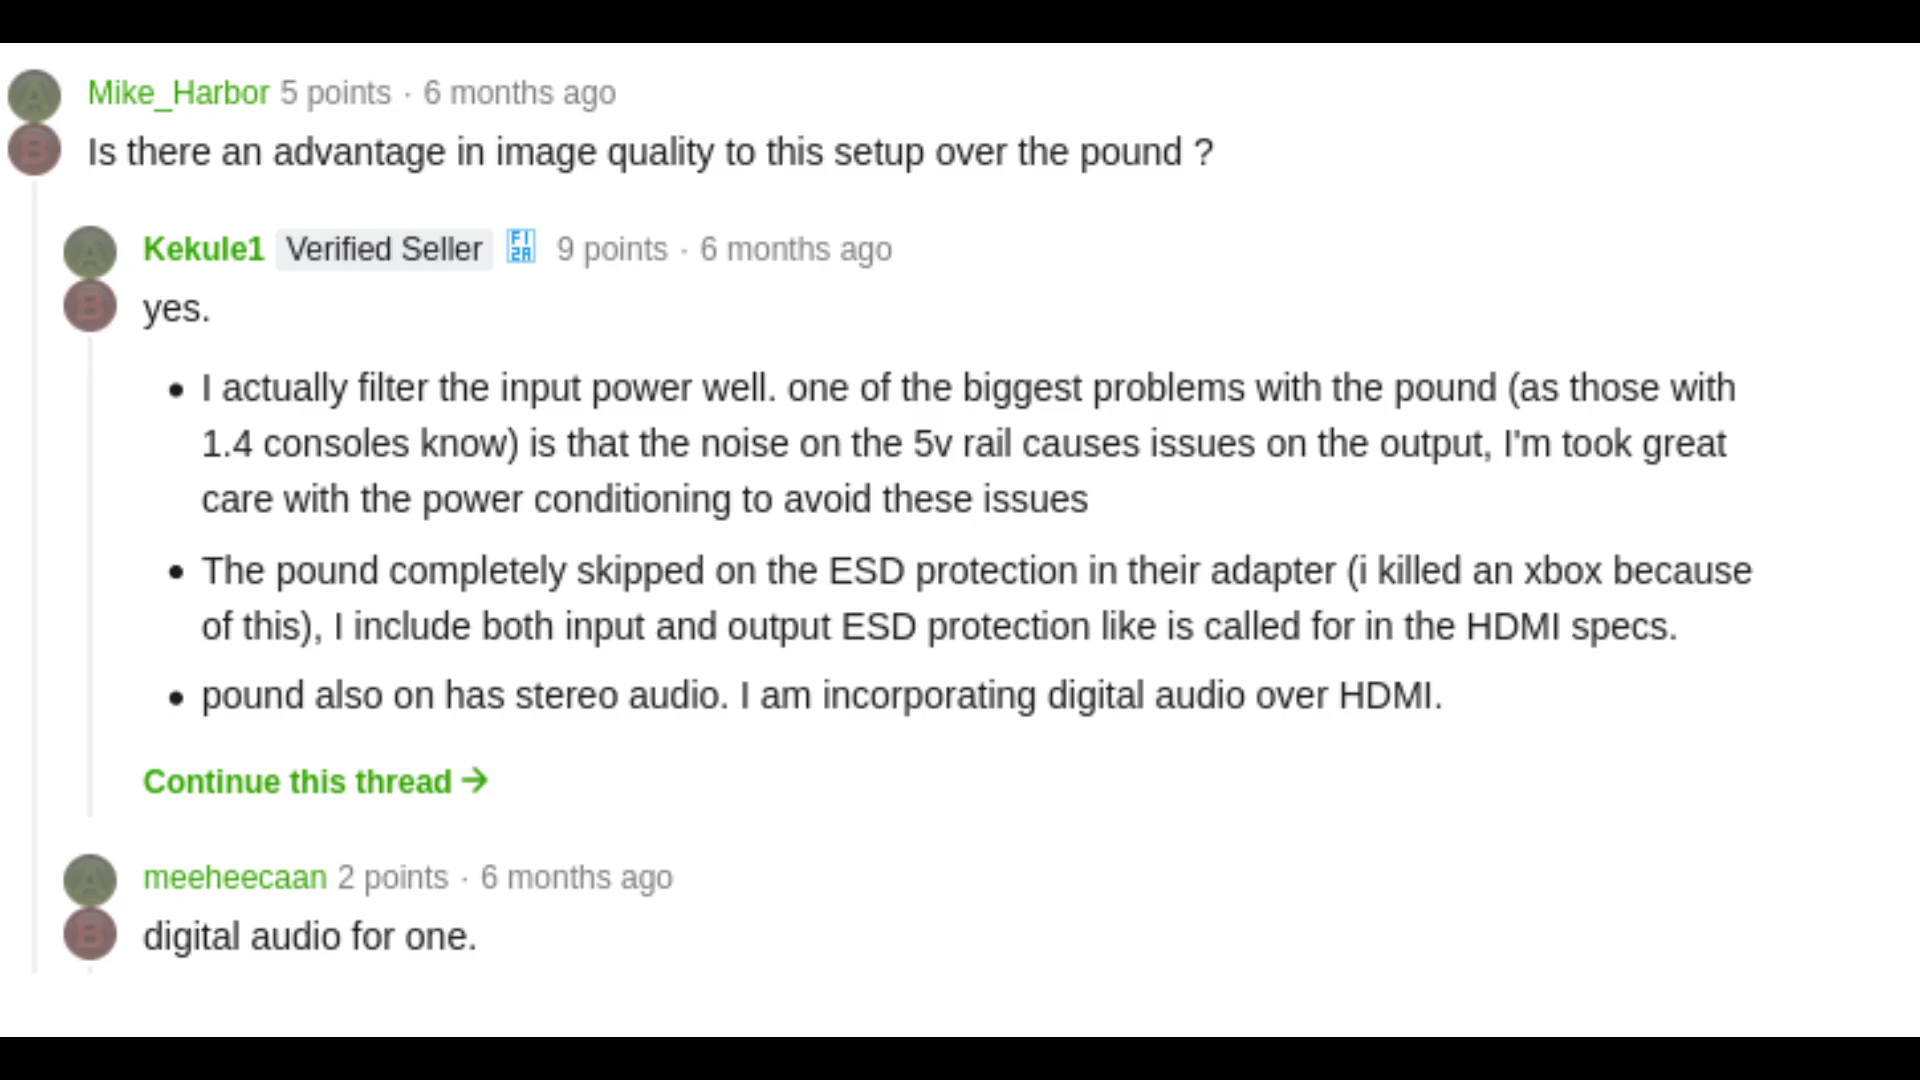 Mike_Harbor 5 points · 6 months ago
Is there an advantage in image quality to this setup over the pound ?
Kekule1 Verified Seller 9 points · 6 months ago
yes.
• I actually filter the input power well. one of the biggest problems with the pound (as those with
1.4 consoles know) is that the noise on the 5v rail causes issues on the output, I'm took great
care with the power conditioning to avoid these issues
• The pound completely skipped on the ESD protection in their adapter (i killed an xbox because
of this), I include both input and output ESD protection like is called for in the HDMI specs.
• pound also on has stereo audio. I am incorporating digital audio over HDMI.
Continue this thread →
meeheecaan 2 points · 6 months ago
digital audio for one.